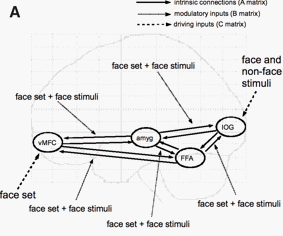 A
intrinsic connections (A matrix)
modulatory inputs (B matrix)
driving inputs (C matrix)
face set + face stimuli
face and
non-face
stimuli
face set + face stimuli
IOG
amyg
vMFC
FFA
face set
face set + face stimuli
face set + face stimuli
face set + face stimuli